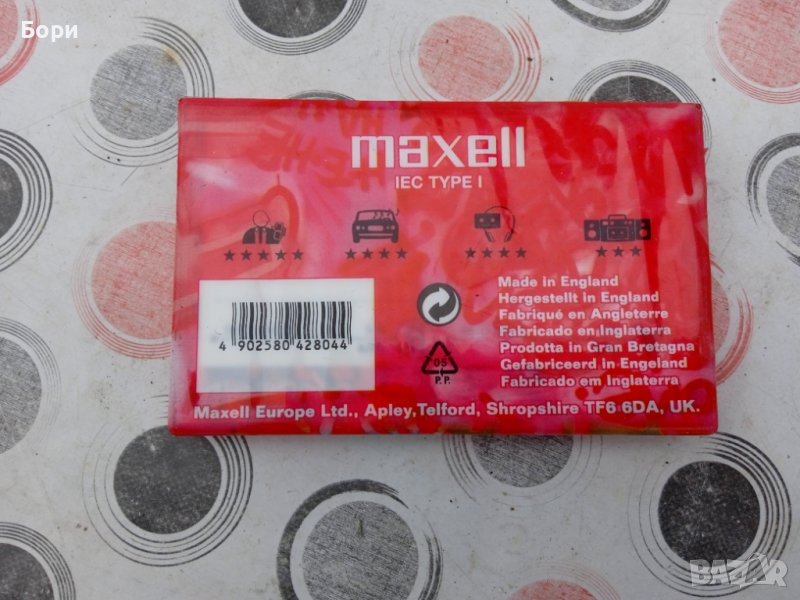 Бори
maxell
IEC TYPE I
Made in England
Hergestellt in England
Fabriqué en Angleterre
Fabricado en Inglaterra
Prodotta in Gran Bretagna
Gefabriceerd in Engeland
Fabricado em Inglaterra
4 902580 428044
05
P.P.
Maxell Europe Ltd., Apley,Telford, Shropshire TF6 6DA, UK.
BAZAR